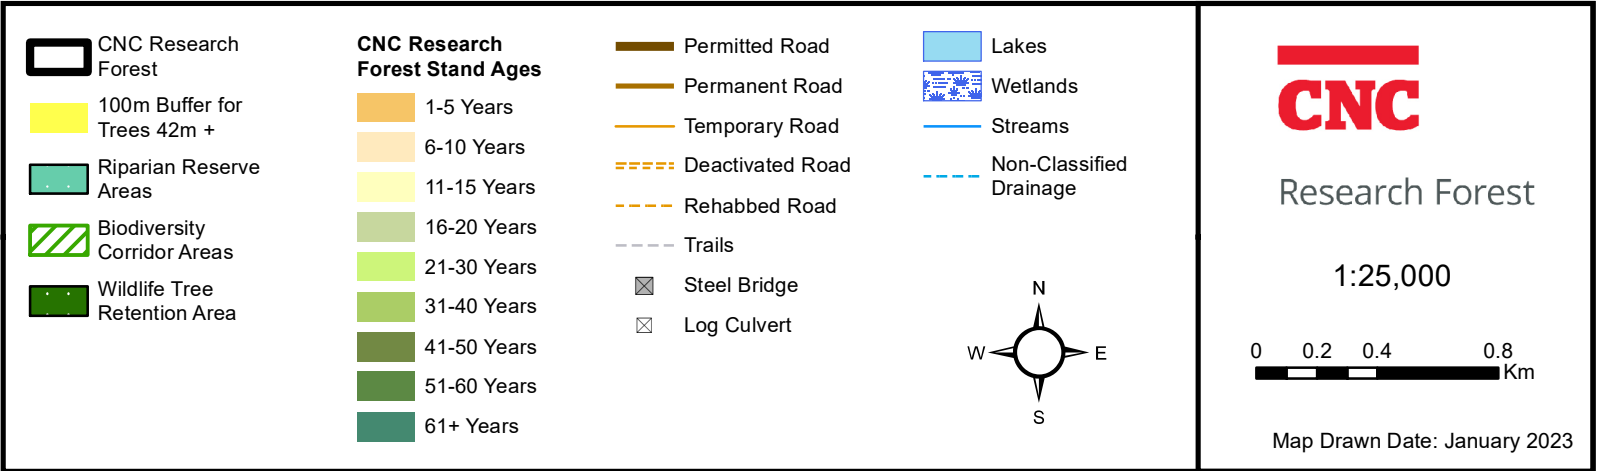 CNC Research
Forest
100m Buffer for
Trees 42m +
Riparian Reserve
Areas
Biodiversity
Corridor Areas
Wildlife Tree
Retention Area
CNC Research
Forest Stand Ages
1-5 Years
6-10 Years
11-15 Years
16-20 Years
21-30 Years
31-40 Years
41-50 Years
51-60 Years
61+ Years
Permitted Road
Permanent Road
Temporary Road
Deactivated Road
Rehabbed Road
Trails
Steel Bridge
Log Culvert
Lakes
Wetlands
Streams
Non-Classified
Drainage
N
W E
S
CNC
Research Forest
1:25,000
0 0.2 0.4 0.8
Km
Map Drawn Date: January 2023